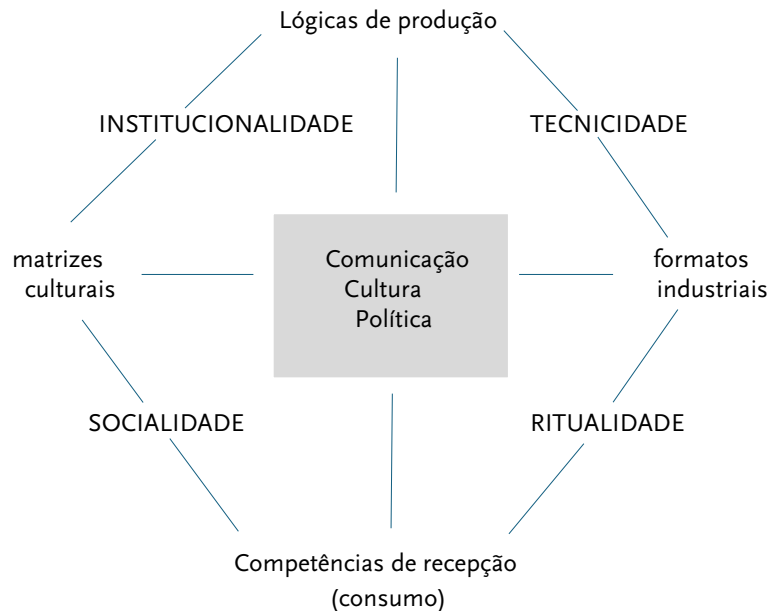 Lógicas de produção
INSTITUCIONALIDADE
TECNICIDADE
matrizes
culturais
Comunicação
Cultura
Política
formatos
industriais
SOCIALIDADE
RITUALIDADE
Competências de recepção
(consumo)